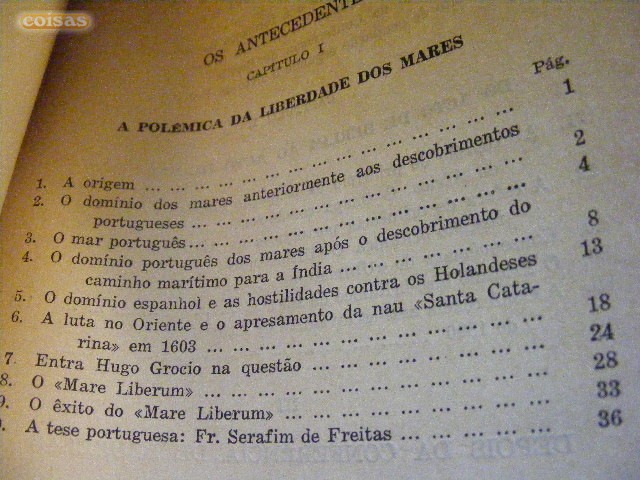 coisas
OS ANTECEDENTE
CAPÍTULO I
A POLÉMICA DA LIBERDADE DOS MARES
Pág.
1. A origem ... ... ... ... ... ... ... ... ... ... ... ... 1
2. O domínio dos mares anteriormente aos descobrimentos
portugueses ... ... ... ... ... ... ... ... ... ... 2
3. O mar português... ... ... ... ... ... ... ... ... ... 4
4. O domínio português dos mares após o descobrimento do
caminho marítimo para a Índia ... ... ... ... ... 8
5. O domínio espanhol e as hostilidades contra os Holandeses 13
6. A luta no Oriente e o apresamento da nau «Santa Cata-
rina» em 1603 ... ... ... ... ... ... ... ... ... 18
7. Entra Hugo Grocio na questão ... ... ... ... ... ... 24
8. O «Mare Liberum» ... ... ... ... ... ... ... ... ... 28
9. O êxito do «Mare Liberum» ... ... ... ... ... ... ... 33
. A tese portuguesa: Fr. Serafim de Freitas ... ... ... ... 36